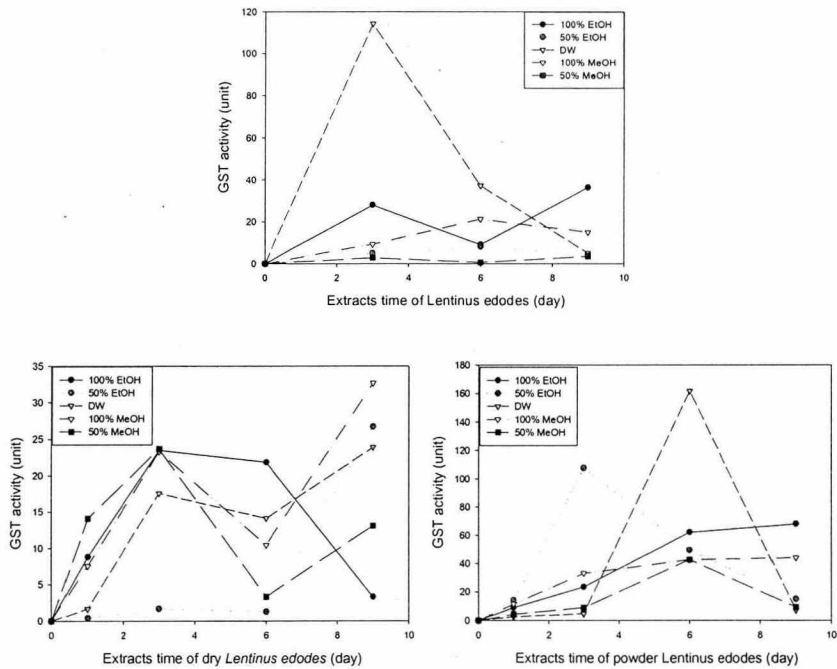 120
100
80
60
40
20
0
GST activity (unit)
100% EtOH
50% EtOH
DW
100% MeOH
50% MeOH
0 2 4 6 8 10
Extracts time of Lentinus edodes (day)
35
30
25
20
15
10
5
0
GST activity (unit)
100% EtOH
50% EtOH
DW
100% MeOH
50% MeOH
0 2 4 6 8 10
Extracts time of dry Lentinus edodes (day)
180
160
140
120
100
80
60
40
20
0
GST activity (unit)
100% EtOH
50% EtOH
DW
100% MeOH
50% MeOH
0 2 4 6 8 10
Extracts time of powder Lentinus edodes (day)